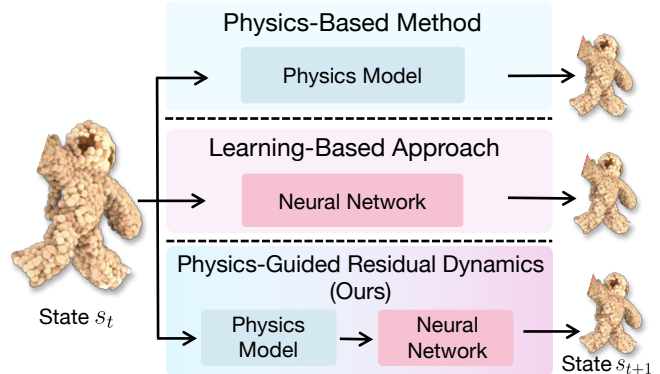 Physics-Based Method
Physics Model
Learning-Based Approach
Neural Network
Physics-Guided Residual Dynamics
(Ours)
Physics
Model
Neural
Network
State s_t
State s_{t+1}